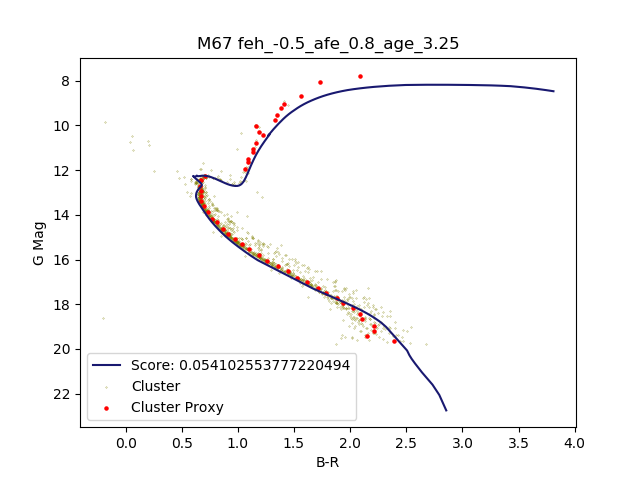 M67 feh_-0.5_afe_0.8_age_3.25
8
10
12
14
16
18
20
22
G Mag
Score: 0.054102553777220494
Cluster
Cluster Proxy
0.0 0.5 1.0 1.5 2.0 2.5 3.0 3.5 4.0
B-R